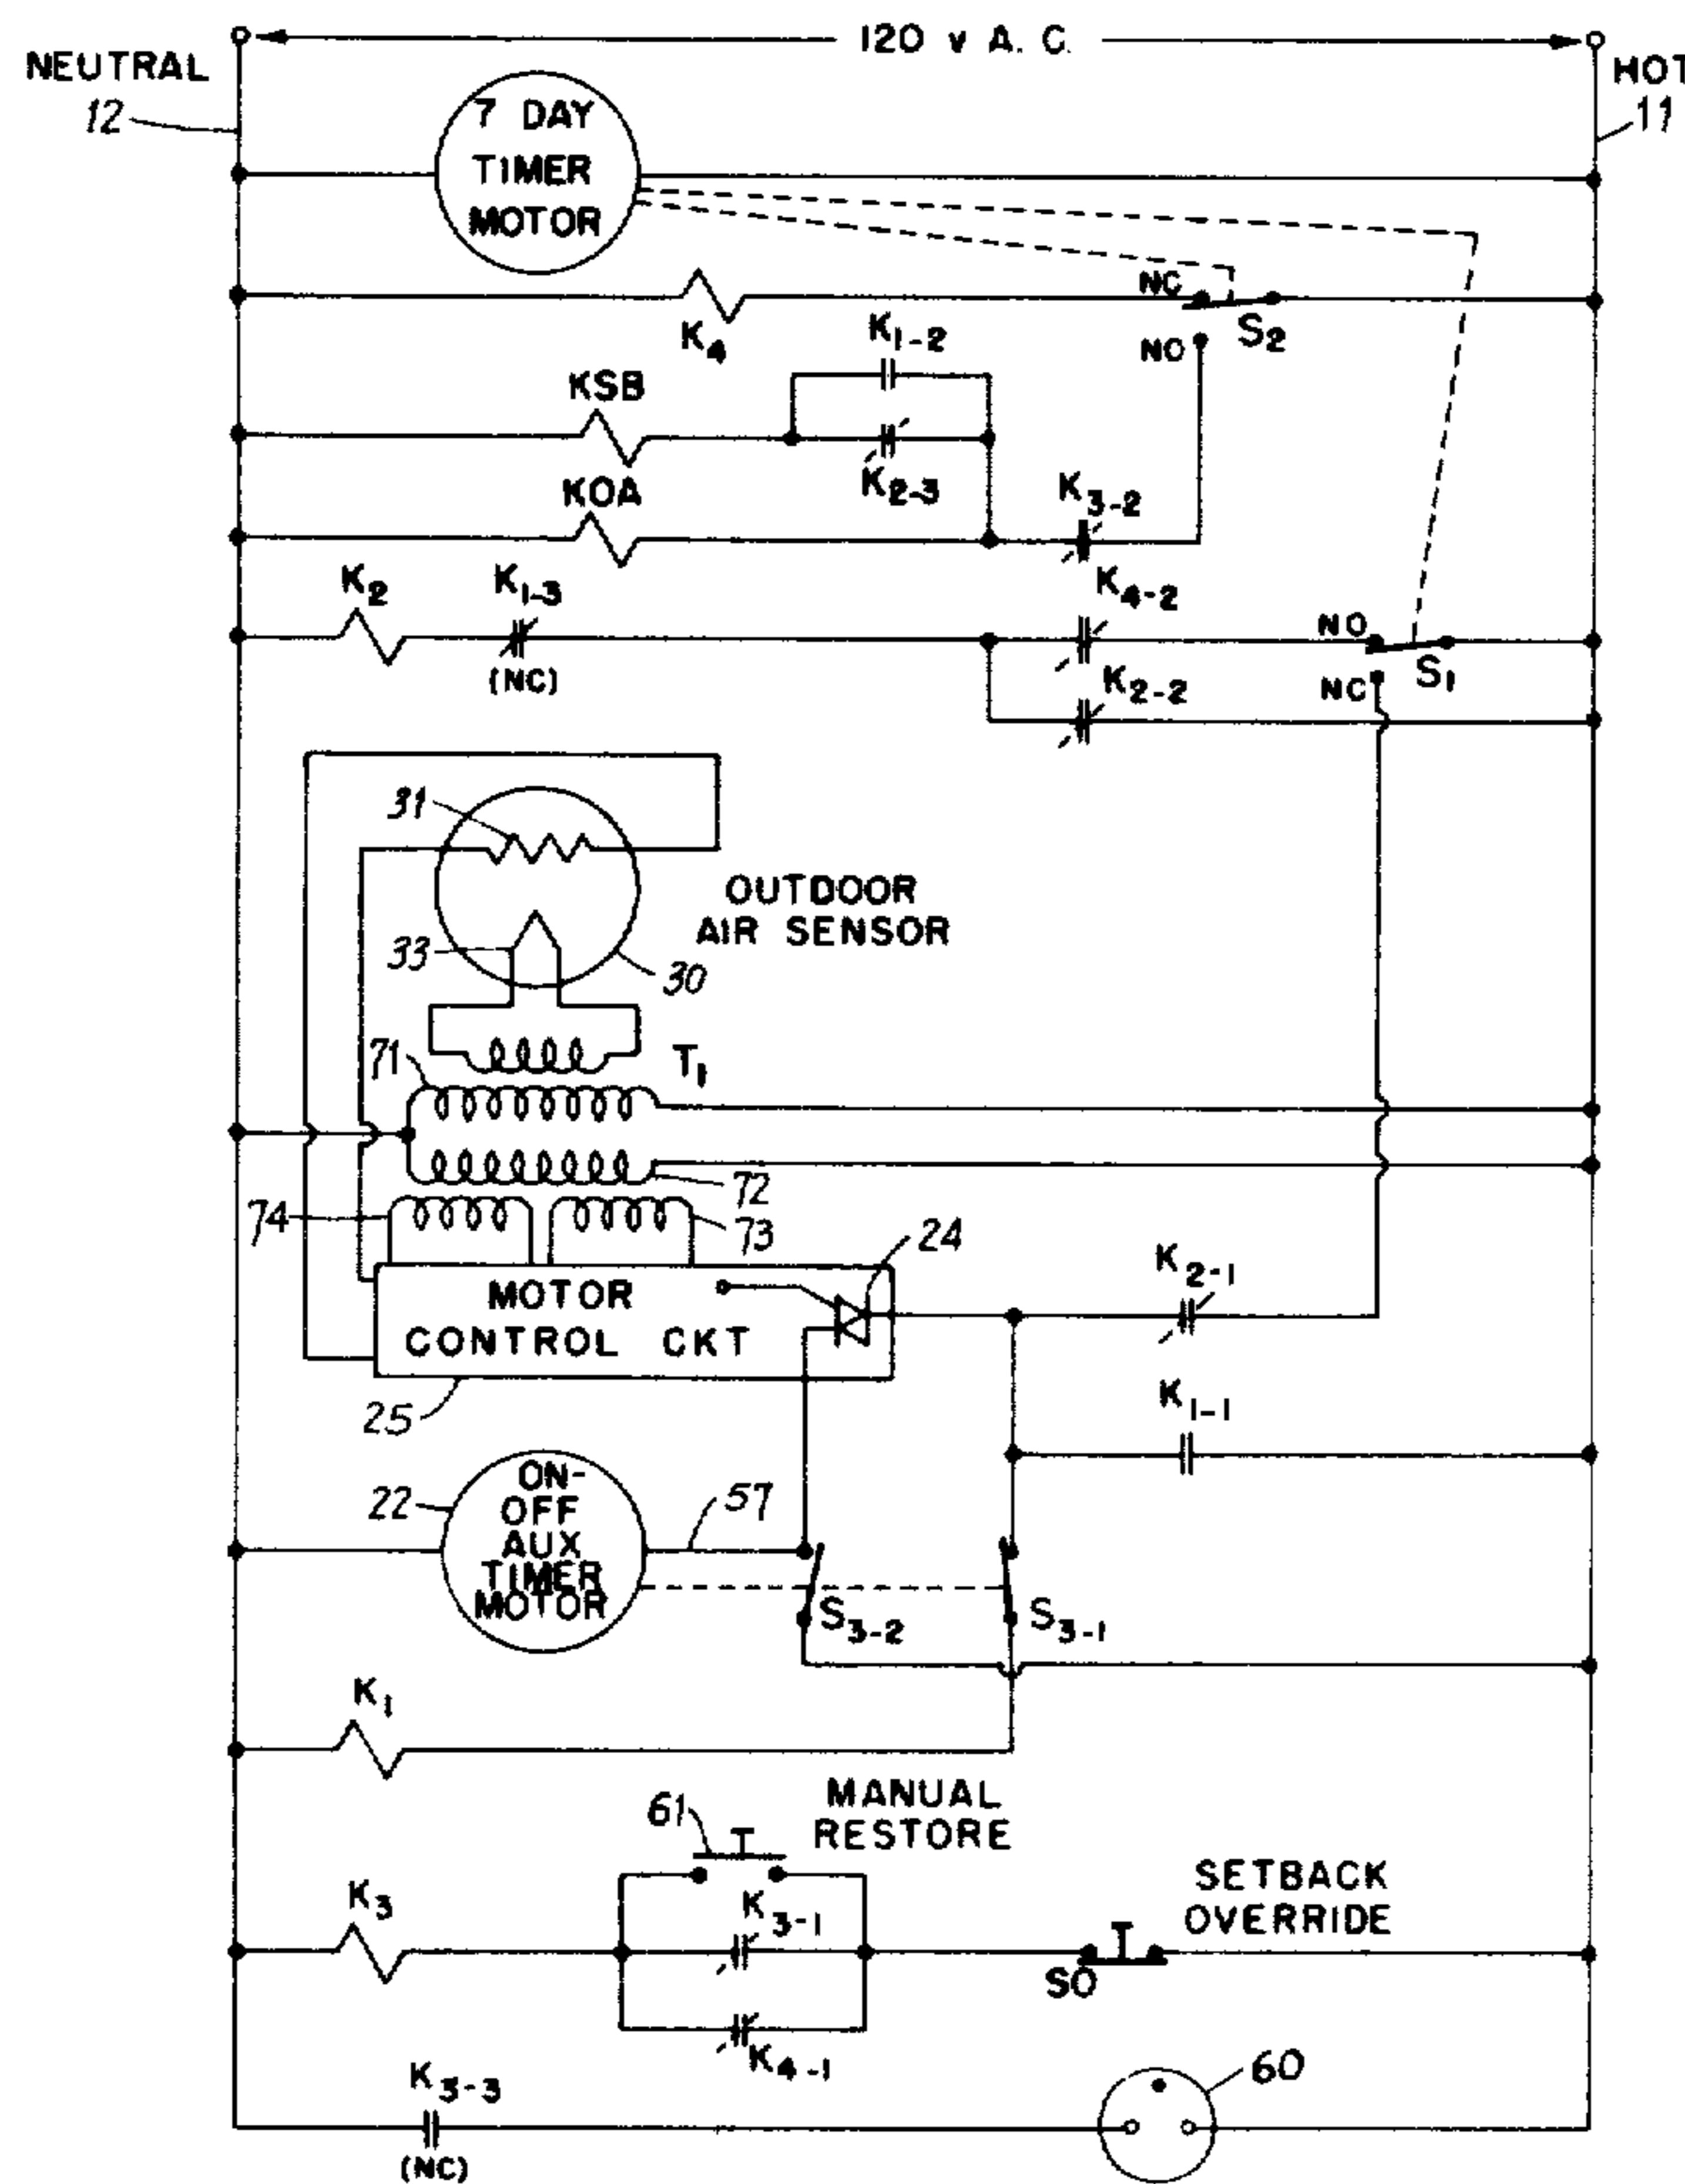 120 v A. C.
NEUTRAL
12
HOT
11
7 DAY
TIMER
MOTOR
NC
K4
S2
NO
K1-2
KSB
K2-3
KOA
K3-2
K2
K1-3
(NC)
K4-2
NO
S1
NC
K2-2
31
OUTDOOR
AIR SENSOR
33
30
71
T1
72
74
73
24
MOTOR
CONTROL CKT
K2-1
25
K1-1
22
ON-
OFF
AUX
TIMER
MOTOR
57
S3-2
S3-1
K1
MANUAL
RESTORE
61
K3
K3-1
SETBACK
OVERRIDE
SO
K4-1
K3-3
(NC)
60